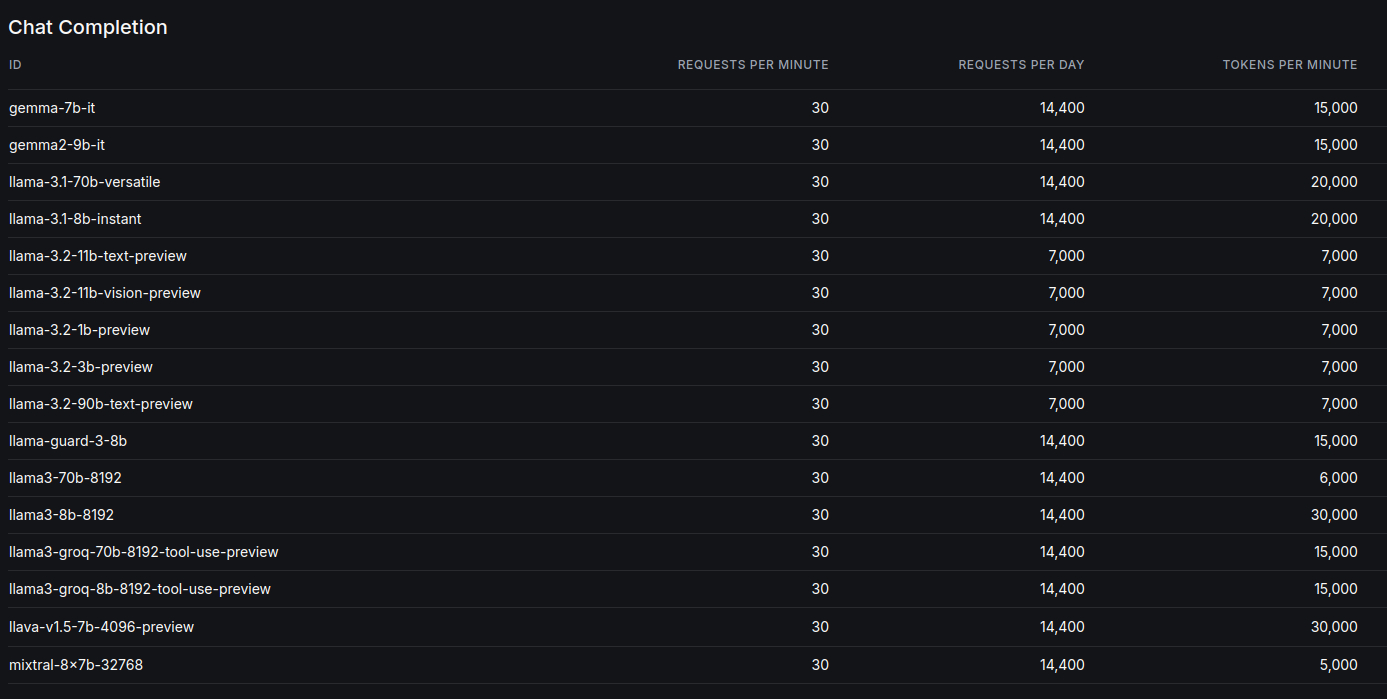 Chat Completion
ID REQUESTS PER MINUTE REQUESTS PER DAY TOKENS PER MINUTE
gemma-7b-it 30 14,400 15,000
gemma2-9b-it 30 14,400 15,000
llama-3.1-70b-versatile 30 14,400 20,000
llama-3.1-8b-instant 30 14,400 20,000
llama-3.2-11b-text-preview 30 7,000 7,000
llama-3.2-11b-vision-preview 30 7,000 7,000
llama-3.2-1b-preview 30 7,000 7,000
llama-3.2-3b-preview 30 7,000 7,000
llama-3.2-90b-text-preview 30 7,000 7,000
llama-guard-3-8b 30 14,400 15,000
llama3-70b-8192 30 14,400 6,000
llama3-8b-8192 30 14,400 30,000
llama3-groq-70b-8192-tool-use-preview 30 14,400 15,000
llama3-groq-8b-8192-tool-use-preview 30 14,400 15,000
llava-v1.5-7b-4096-preview 30 14,400 30,000
mixtral-8×7b-32768 30 14,400 5,000